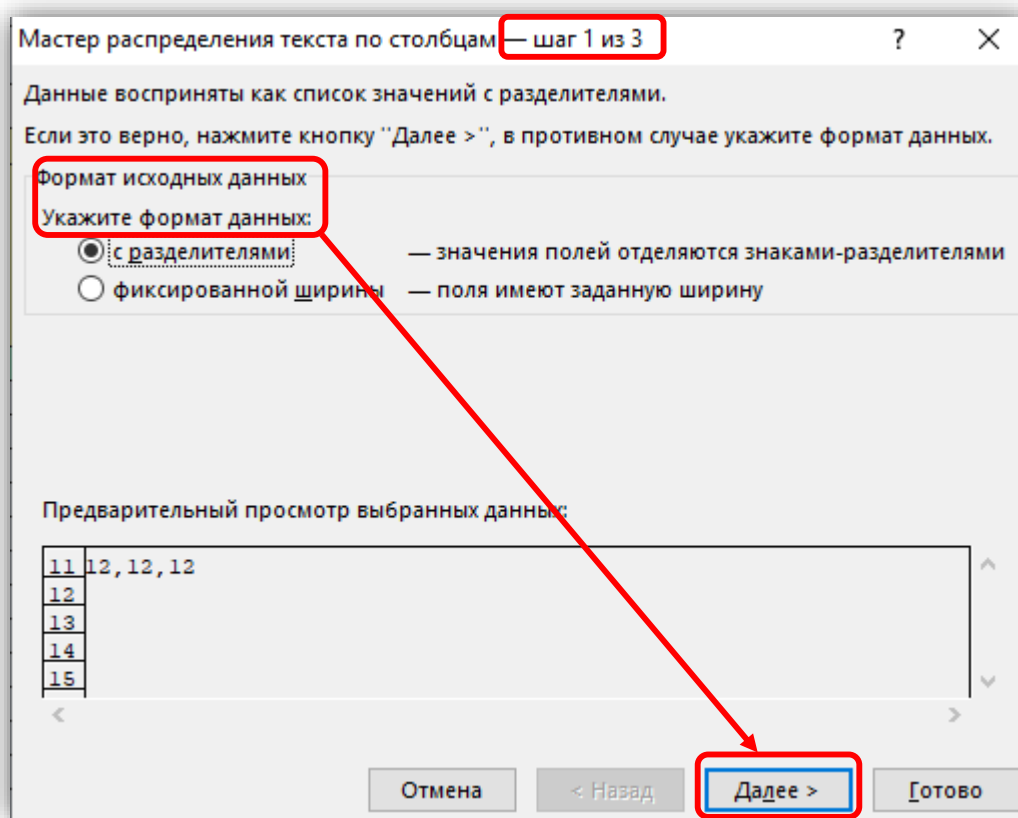 Мастер распределения текста по столбцам — шаг 1 из 3 ?
Данные восприняты как список значений с разделителями.
Если это верно, нажмите кнопку "Далее >", в противном случае укажите формат данных.
Формат исходных данных
Укажите формат данных:
с разделителями — значения полей отделяются знаками-разделителями
фиксированной ширины — поля имеют заданную ширину
Предварительный просмотр выбранных данных:
11 12,12,12
12
13
14
15
Отмена < Назад Далее > Готово